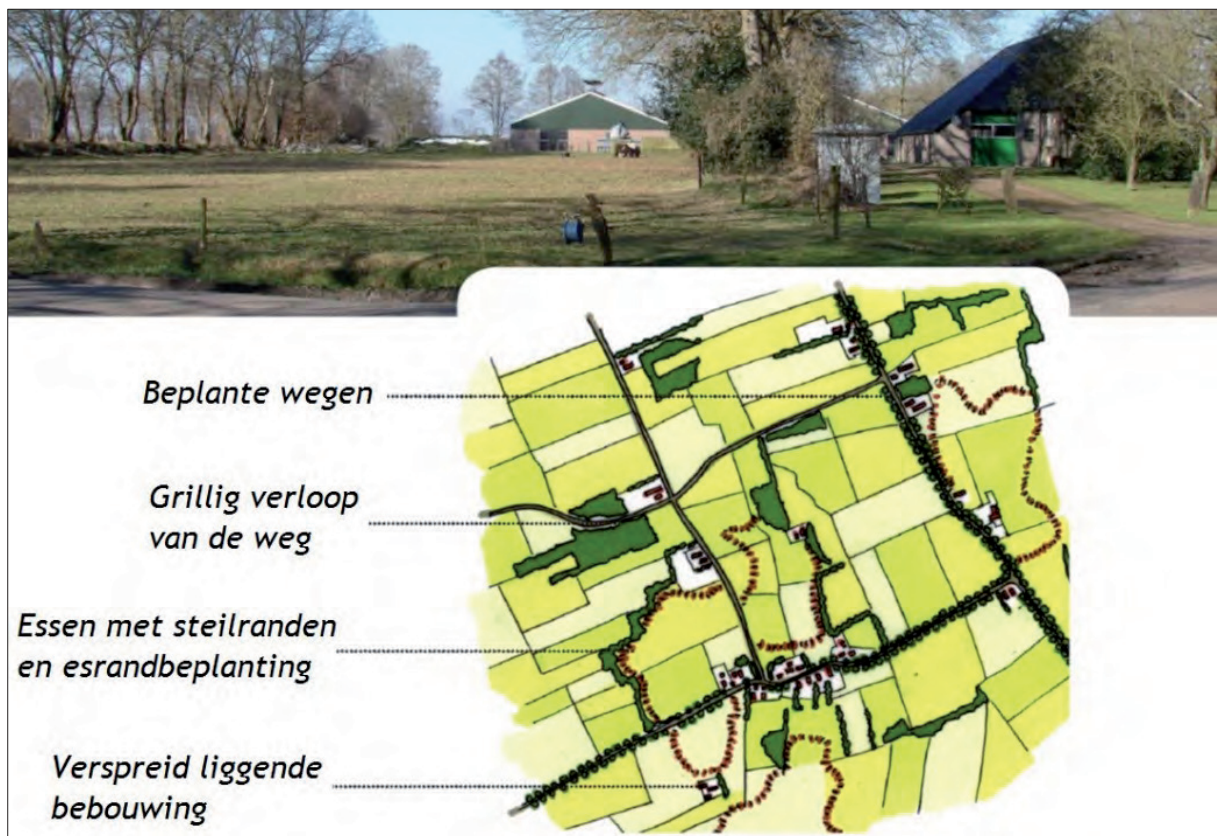 Beplante wegen
Grillig verloop
van de weg
Essen met steilranden
en esrandbeplanting
Verspreid liggende
bebouwing